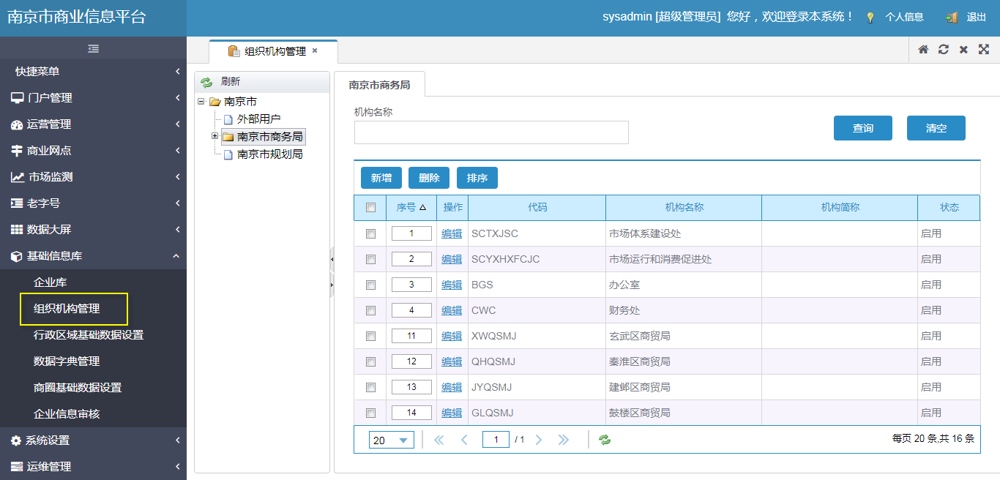 南京市商业信息平台
sysadmin [超级管理员] 您好，欢迎登录本系统！ 个人信息 退出
快捷菜单
门户管理
运营管理
商业网点
市场监测
老字号
数据大屏
基础信息库
企业库
组织机构管理
行政区域基础数据设置
数据字典管理
商圈基础数据设置
企业信息审核
系统设置
运维管理
组织机构管理
刷新
南京市
外部用户
南京市商务局
南京市规划局
南京市商务局
机构名称
查询 清空
新增 删除 排序
序号 操作 代码 机构名称 机构简称 状态
1 编辑 SCTXJSC 市场体系建设处 启用
2 编辑 SCYXHXFCJC 市场运行和消费促进处 启用
3 编辑 BGS 办公室 启用
4 编辑 CWC 财务处 启用
11 编辑 XWQSMJ 玄武区商贸局 启用
12 编辑 QHQSMJ 秦淮区商贸局 启用
13 编辑 JYQSMJ 建邺区商贸局 启用
14 编辑 GLQSMJ 鼓楼区商贸局 启用
20 1 / 1 每页 20 条,共 16 条